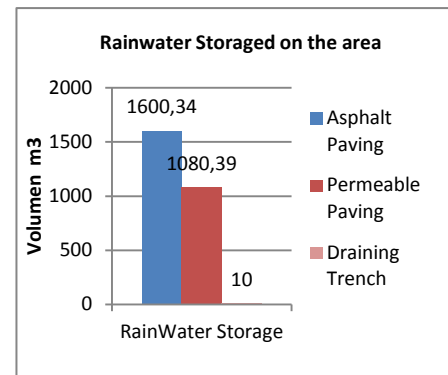 Rainwater Storaged on the area
Volumen m3
2000
1500
1000
500
0
1600,34
1080,39
10
RainWater Storage
Asphalt
Paving
Permeable
Paving
Draining
Trench